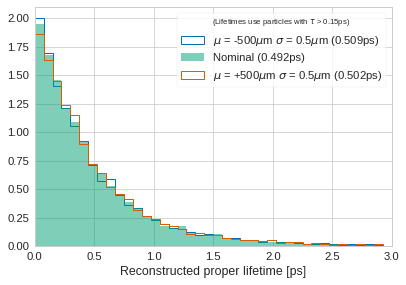 (Lifetimes use particles with τ > 0.15ps)
μ = -500μm σ = 0.5μm (0.509ps)
Nominal (0.492ps)
μ = +500μm σ = 0.5μm (0.502ps)
2.00
1.75
1.50
1.25
1.00
0.75
0.50
0.25
0.00
0.0 0.5 1.0 1.5 2.0 2.5 3.0
Reconstructed proper lifetime [ps]